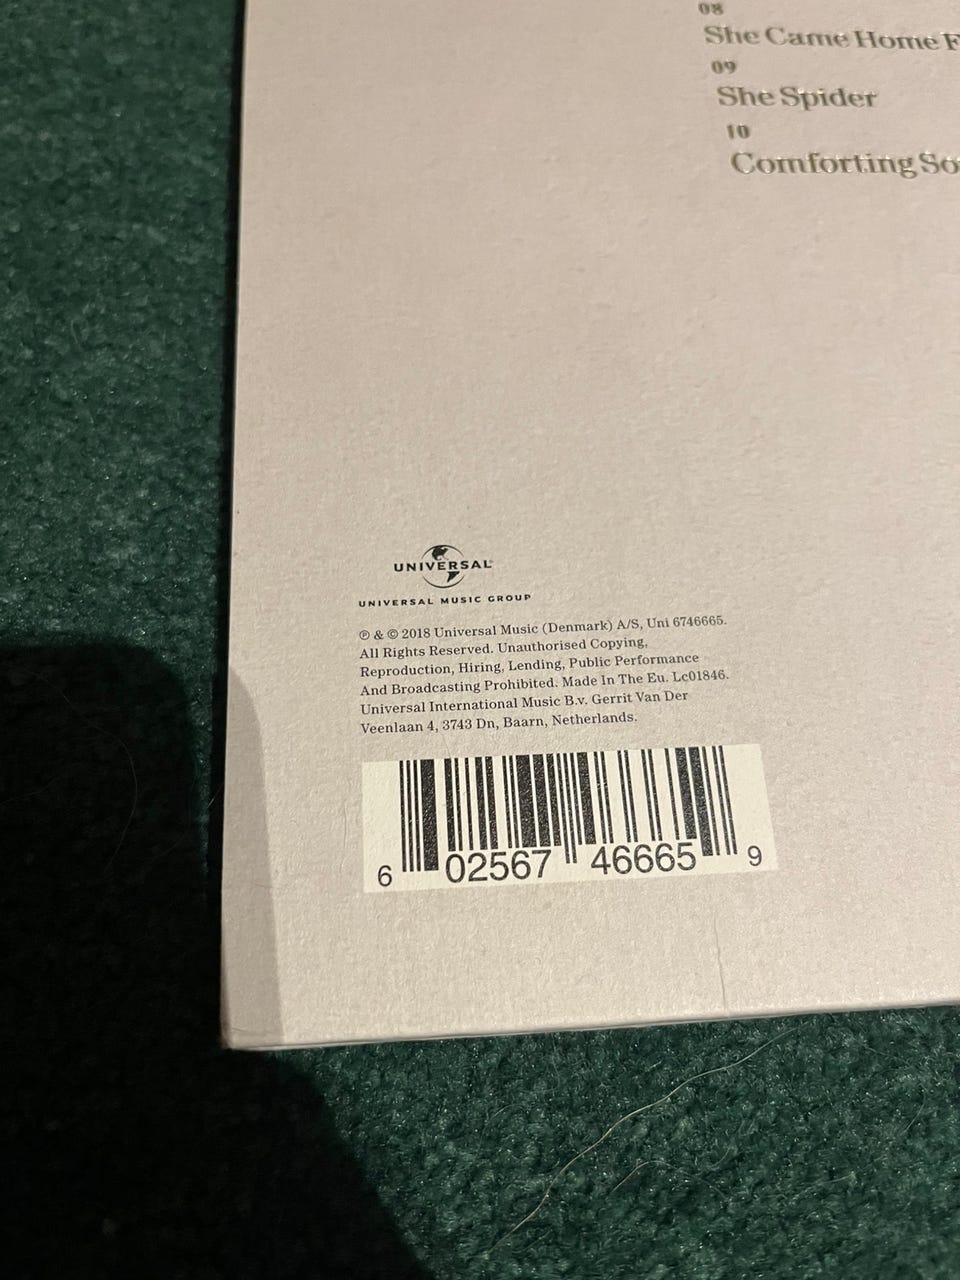 08
She Came Home F
09
She Spider
10
Comforting So
UNIVERSAL
UNIVERSAL MUSIC GROUP
℗ & © 2018 Universal Music (Denmark) A/S, Uni 6746665.
All Rights Reserved. Unauthorised Copying,
Reproduction, Hiring, Lending, Public Performance
And Broadcasting Prohibited. Made In The Eu. Lc01846.
Universal International Music B.v. Gerrit Van Der
Veenlaan 4, 3743 Dn, Baarn, Netherlands.
6 02567 46665 9